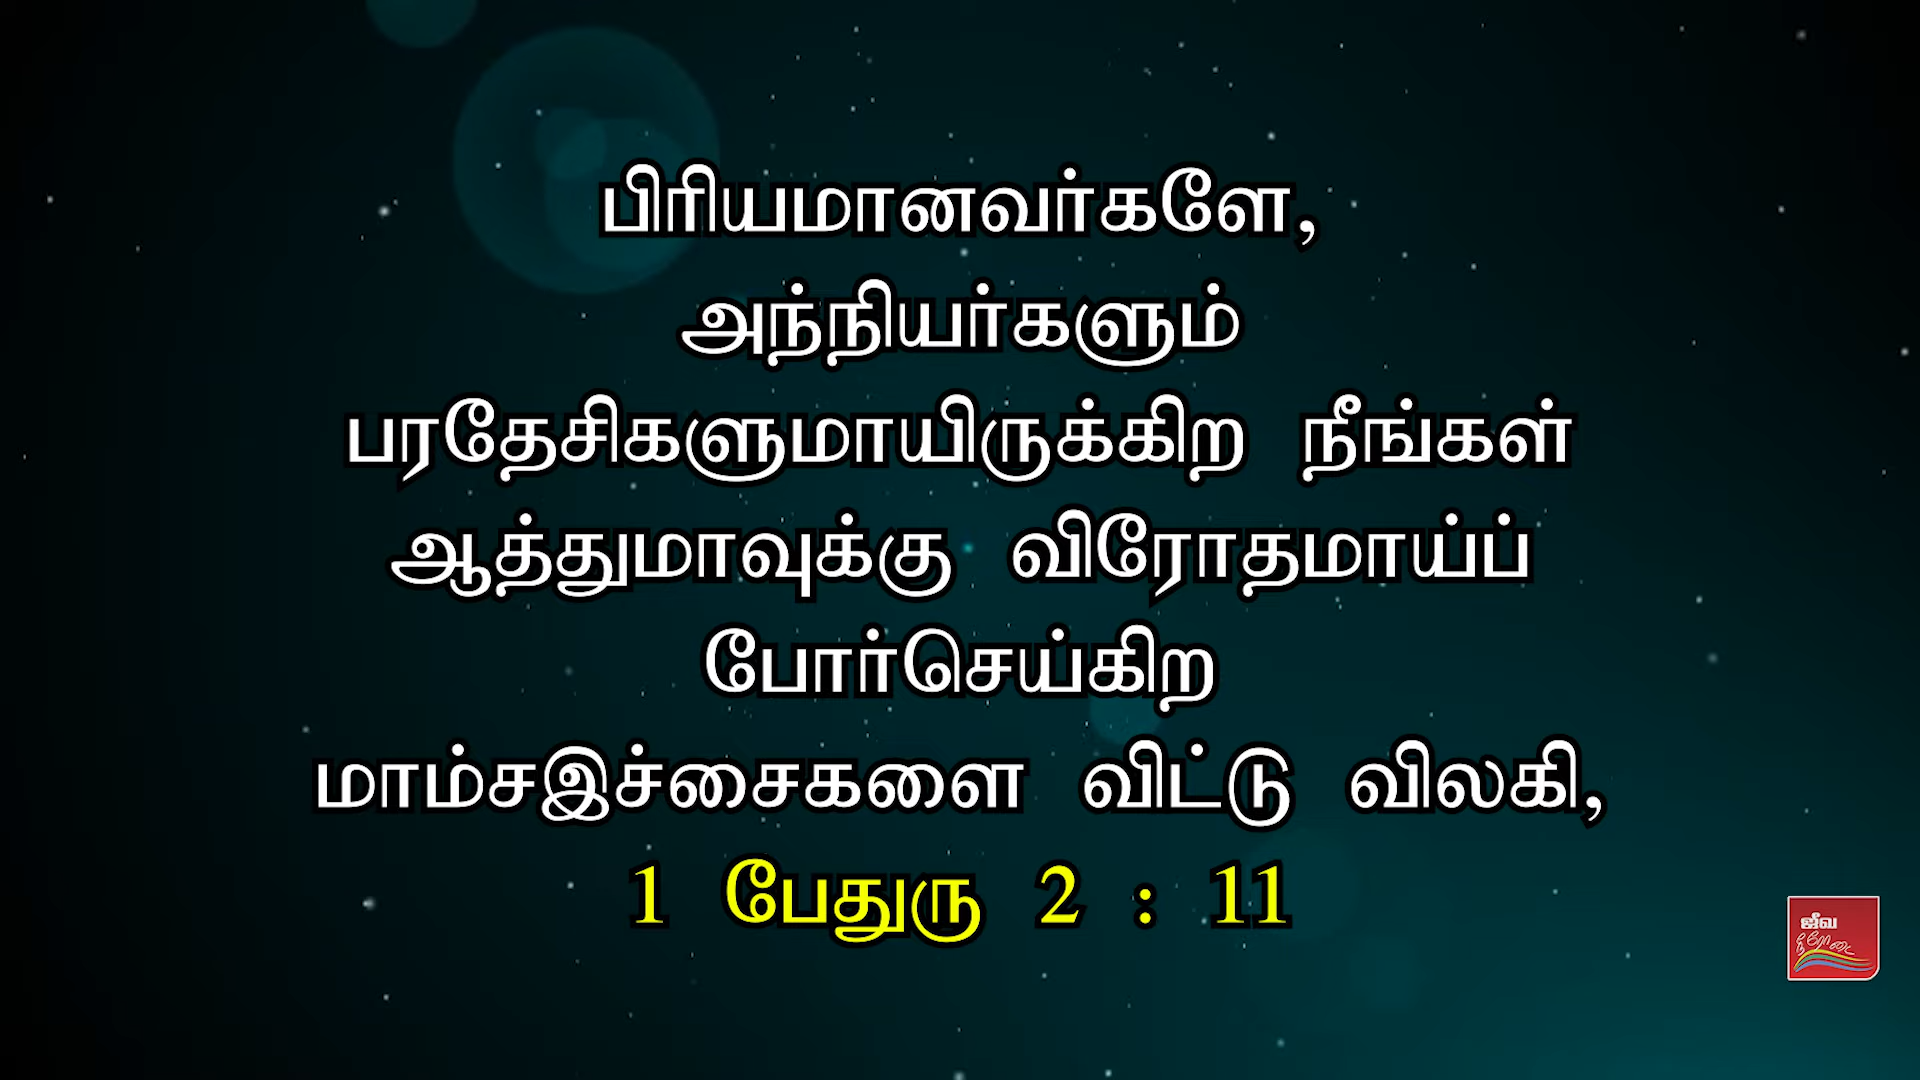 பிரியமானவர்களே,
அந்நியர்களும்
பரதேசிகளுமாயிருக்கிற நீங்கள்
ஆத்துமாவுக்கு விரோதமாய்ப்
போர்செய்கிற
மாம்சஇச்சைகளை விட்டு விலகி,
1 பேதுரு 2 : 11
ஜீவ
நீரோடை